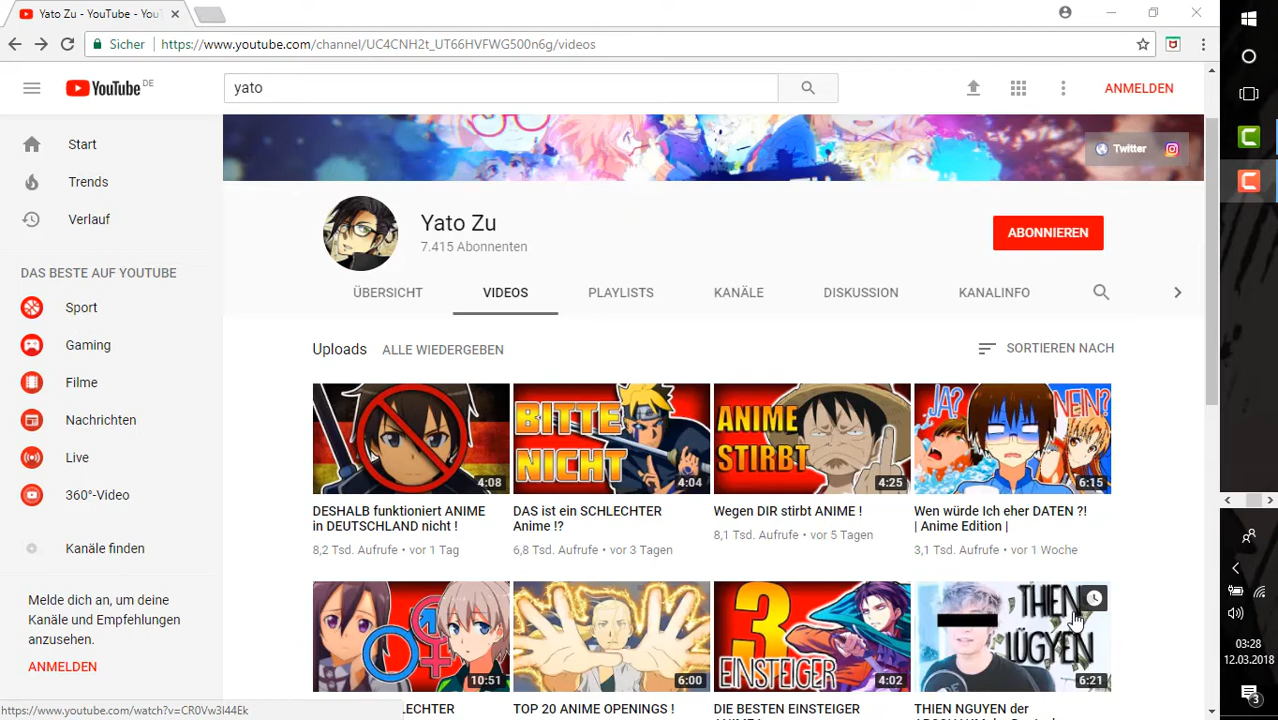 Yato Zu - YouTube - You
Sicher https://www.youtube.com/channel/UC4CNH2t_UT66HVFWG500n6g/videos
YouTube DE
yato
ANMELDEN
Start
Trends
Verlauf
DAS BESTE AUF YOUTUBE
Sport
Gaming
Filme
Nachrichten
Live
360°-Video
Kanäle finden
Melde dich an, um deine
Kanäle und Empfehlungen
anzusehen.
ANMELDEN
Twitter
Yato Zu
7.415 Abonnenten
ABONNIEREN
ÜBERSICHT VIDEOS PLAYLISTS KANÄLE DISKUSSION KANALINFO
Uploads ALLE WIEDERGEBEN
SORTIEREN NACH
4:08
BITTE
NICHT
4:04
ANIME
STIRBT
4:25
JA? NEIN?
6:15
DESHALB funktioniert ANIME
in DEUTSCHLAND nicht !
8,2 Tsd. Aufrufe • vor 1 Tag
DAS ist ein SCHLECHTER
Anime !?
6,8 Tsd. Aufrufe • vor 3 Tagen
Wegen DIR stirbt ANIME !
8,1 Tsd. Aufrufe • vor 5 Tagen
Wen würde Ich eher DATEN ?!
| Anime Edition |
3,1 Tsd. Aufrufe • vor 1 Woche
10:51
6:00
3
EINSTEIGER
4:02
THIEN
LÜGYEN
6:21
TOP 20 ANIME OPENINGS !
DIE BESTEN EINSTEIGER
THIEN NGUYEN der
https://www.youtube.com/watch?v=CR0Vw3I44Ek
03:28
12.03.2018
3